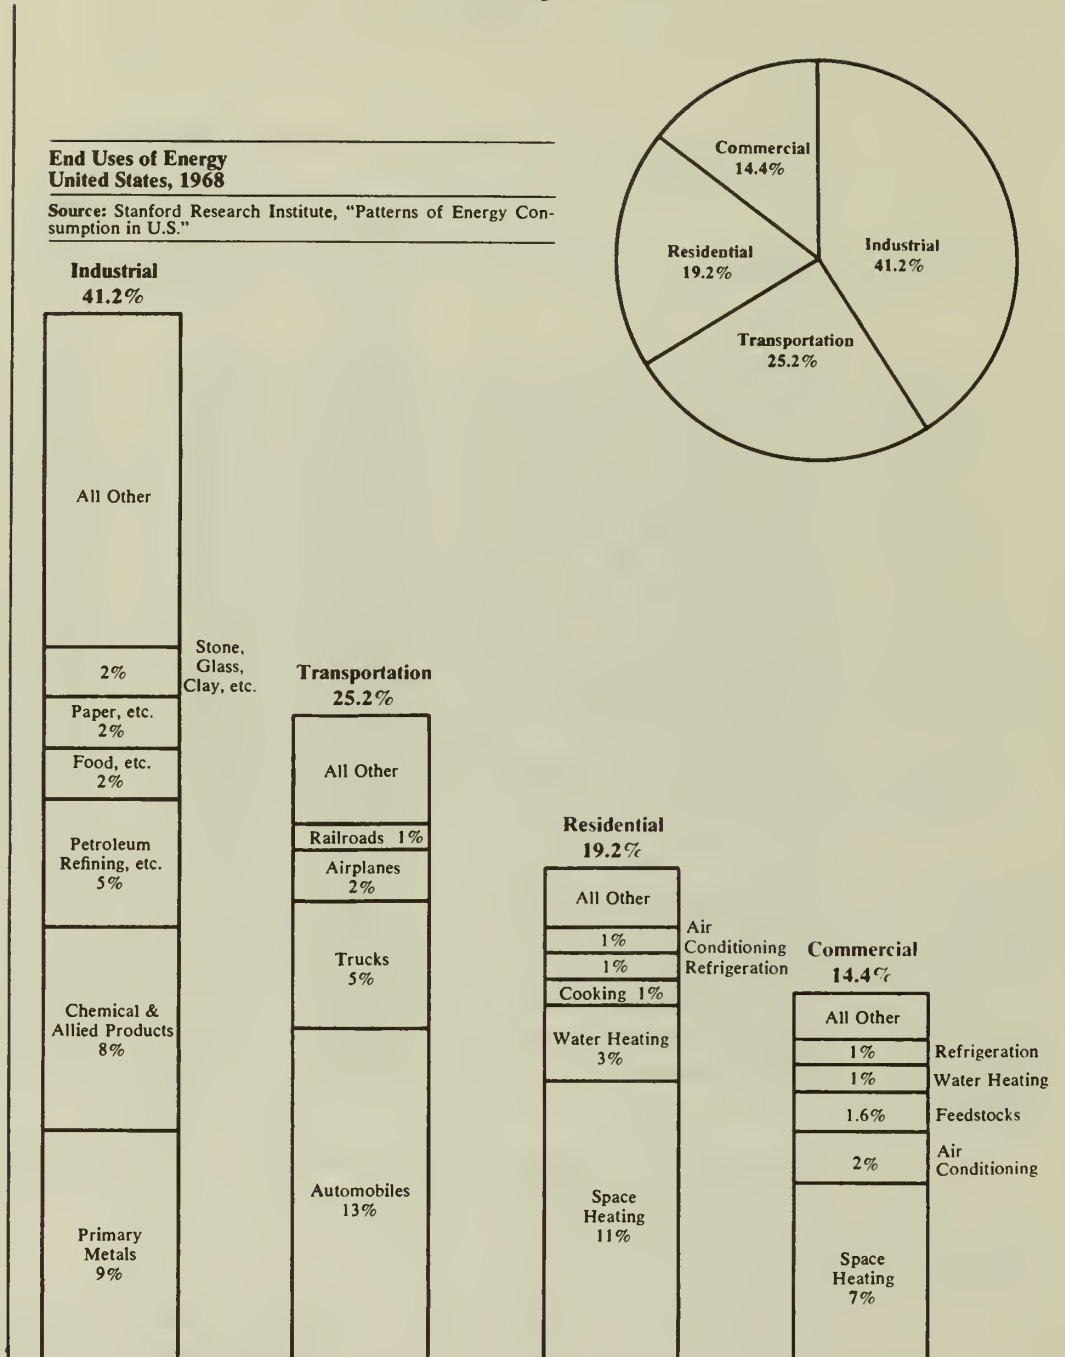 End Uses of Energy
United States, 1968
Source: Stanford Research Institute, "Patterns of Energy Con-
sumption in U.S."
Commercial
14.4%
Residential
19.2%
Industrial
41.2%
Transportation
25.2%
Industrial
41.2%
All Other
2%
Stone,
Glass,
Clay, etc.
Paper, etc.
2%
Food, etc.
2%
Petroleum
Refining, etc.
5%
Chemical &
Allied Products
8%
Primary
Metals
9%
Transportation
25.2%
All Other
Railroads 1%
Airplanes
2%
Trucks
5%
Automobiles
13%
Residential
19.2%
All Other
1%
Air
Conditioning
1%
Refrigeration
Cooking 1%
Water Heating
3%
Space
Heating
11%
Commercial
14.4%
All Other
1%
Refrigeration
1%
Water Heating
1.6%
Feedstocks
2%
Air
Conditioning
Space
Heating
7%